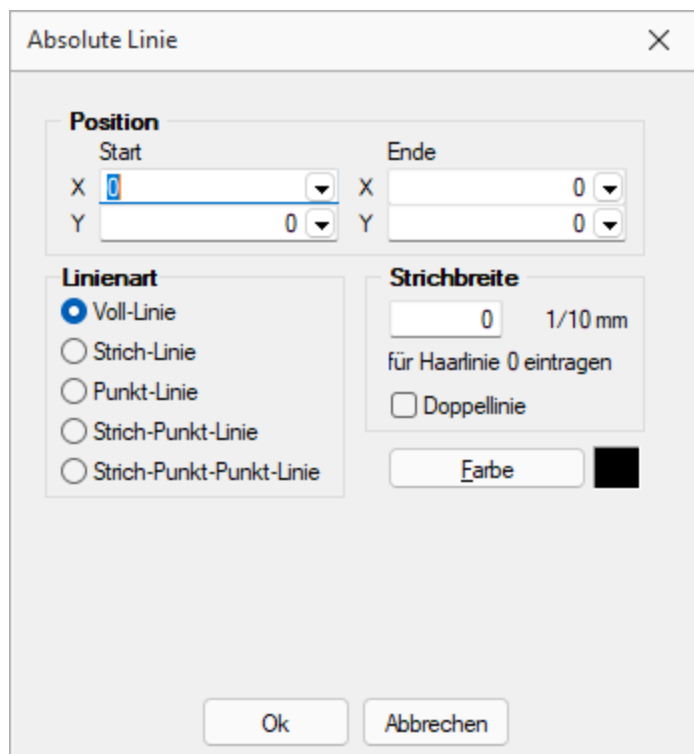 Absolute Linie
Position
Start Ende
X 0 X 0
Y 0 Y 0
Linienart
Voll-Linie
Strich-Linie
Punkt-Linie
Strich-Punkt-Linie
Strich-Punkt-Punkt-Linie
Strichbreite
0 1/10 mm
für Haarlinie 0 eintragen
Doppellinie
Farbe
Ok Abbrechen